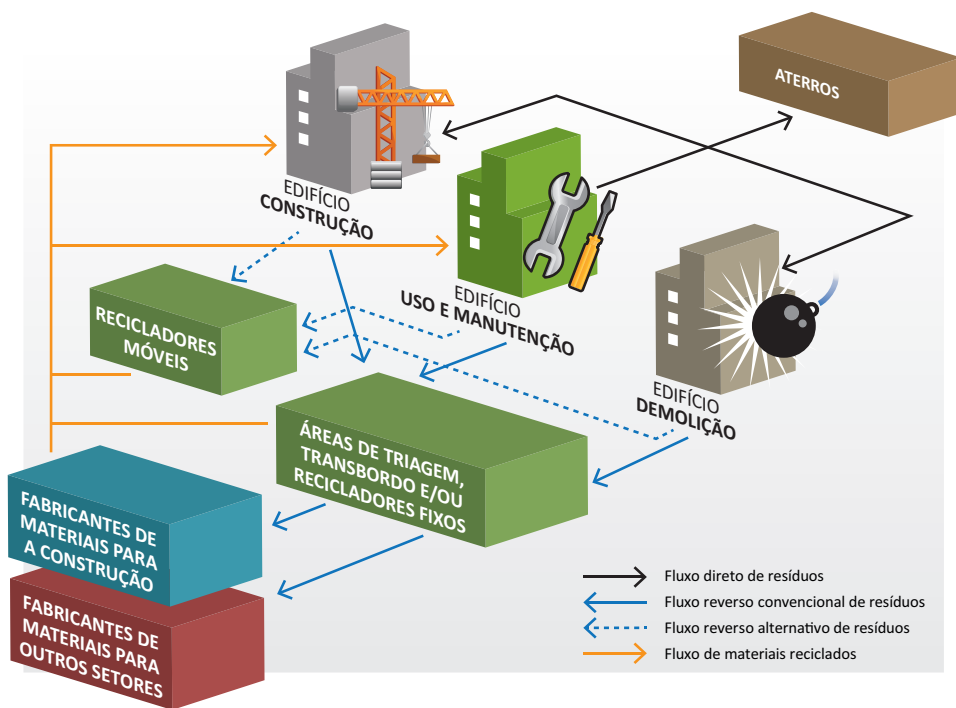 ATERROS
EDIFÍCIO
CONSTRUÇÃO
EDIFÍCIO
USO E MANUTENÇÃO
RECICLADORES
MÓVEIS
EDIFÍCIO
DEMOLIÇÃO
ÁREAS DE TRIAGEM,
TRANSBORDO E/OU
RECICLADORES FIXOS
FABRICANTES DE
MATERIAIS PARA
A CONSTRUÇÃO
FABRICANTES DE
MATERIAIS PARA
OUTROS SETORES
Fluxo direto de resíduos
Fluxo reverso convencional de resíduos
Fluxo reverso alternativo de resíduos
Fluxo de materiais reciclados